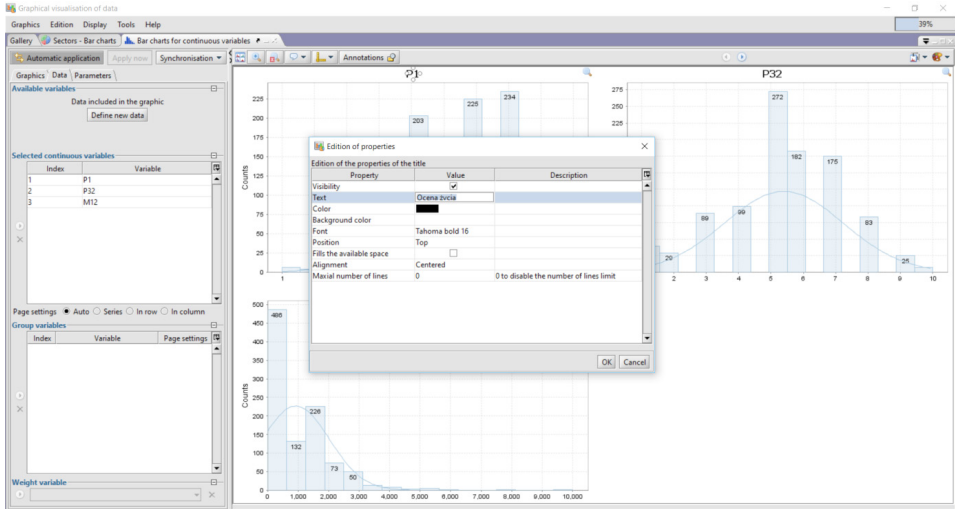 Graphical visualisation of data
Graphics Edition Display Tools Help
39%
Gallery Sectors - Bar charts Bar charts for continuous variables
Automatic application Apply now Synchronisation Annotations
Graphics Data Parameters
Available variables
Data included in the graphic
Define new data
Selected continuous variables
Index Variable
1 P1
2 P32
3 M12
Page settings Auto Series In row In column
Group variables
Index Variable Page settings
Weight variable
P1
Counts
225
200
175
150
125
100
75
50
25
0
203
225
234
1
P32
275
250
225
272
162
175
89
99
83
29
25
2 3 4 5 6 7 8 9 10
Edition of properties
Edition of the properties of the title
Property Value Description
Visibility
Text Ocena żvcia
Color
Background color
Font Tahoma bold 16
Position Top
Fills the available space
Alignment Centered
Maxial number of lines 0 0 to disable the number of lines limit
OK Cancel
Counts
500
450
400
350
300
250
200
150
100
50
0
486
132
226
73
50
0 1,000 2,000 3,000 4,000 5,000 6,000 7,000 8,000 9,000 10,000